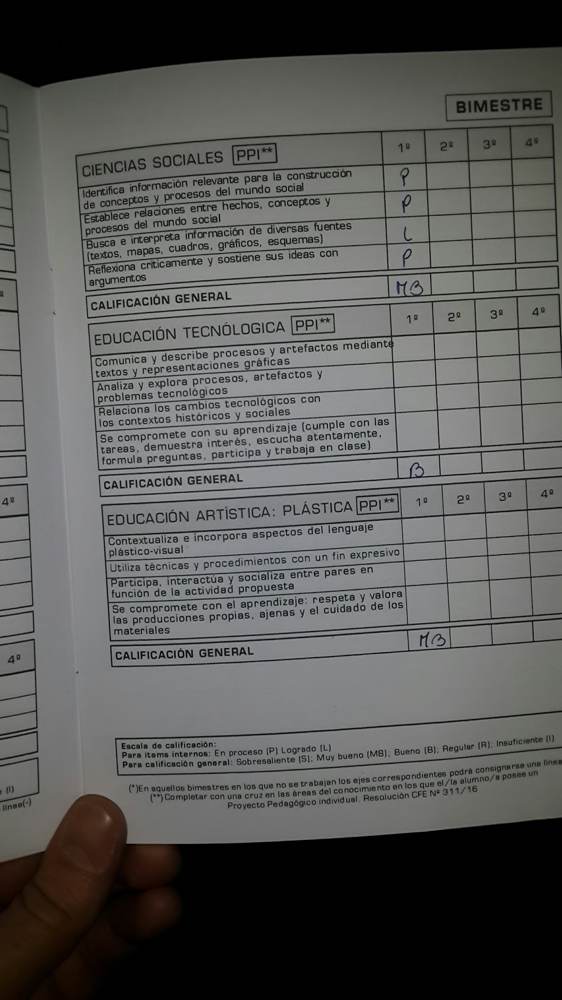 BIMESTRE
CIENCIAS SOCIALES PPI** 1º 2º 3º 4º
Identifica información relevante para la construcción
de conceptos y procesos del mundo social P
Establece relaciones entre hechos, conceptos y
procesos del mundo social P
Busca e interpreta información de diversas fuentes
(textos, mapas, cuadros, gráficos, esquemas) L
Reflexiona críticamente y sostiene sus ideas con
argumentos P
CALIFICACIÓN GENERAL MB
EDUCACIÓN TECNÓLOGICA PPI** 1º 2º 3º 4º
Comunica y describe procesos y artefactos mediante
textos y representaciones gráficas
Analiza y explora procesos, artefactos y
problemas tecnológicos
Relaciona los cambios tecnológicos con
los contextos históricos y sociales
Se compromete con su aprendizaje (cumple con las
tareas, demuestra interés, escucha atentamente,
formula preguntas, participa y trabaja en clase)
CALIFICACIÓN GENERAL B
EDUCACIÓN ARTÍSTICA: PLÁSTICA PPI** 1º 2º 3º 4º
Contextualiza e incorpora aspectos del lenguaje
plástico-visual
Utiliza técnicas y procedimientos con un fin expresivo
Participa, interactúa y socializa entre pares en
función de la actividad propuesta
Se compromete con el aprendizaje: respeta y valora
las producciones propias, ajenas y el cuidado de los
materiales
CALIFICACIÓN GENERAL MB
Escala de calificación:
Para items internos: En proceso (P) Logrado (L)
Para calificación general: Sobresaliente (S); Muy bueno (MB); Bueno (B); Regular (R); Insuficiente (I)
(*)En aquellos bimestres en los que no se trabajan los ejes correspondientes podrá consignarse una línea
(**) Completar con una cruz en las áreas del conocimiento en los que el/la alumno/a posee un
Proyecto Pedagógico individual. Resolución CFE Nº 311/16
4º
4º
(I)
línea(-)